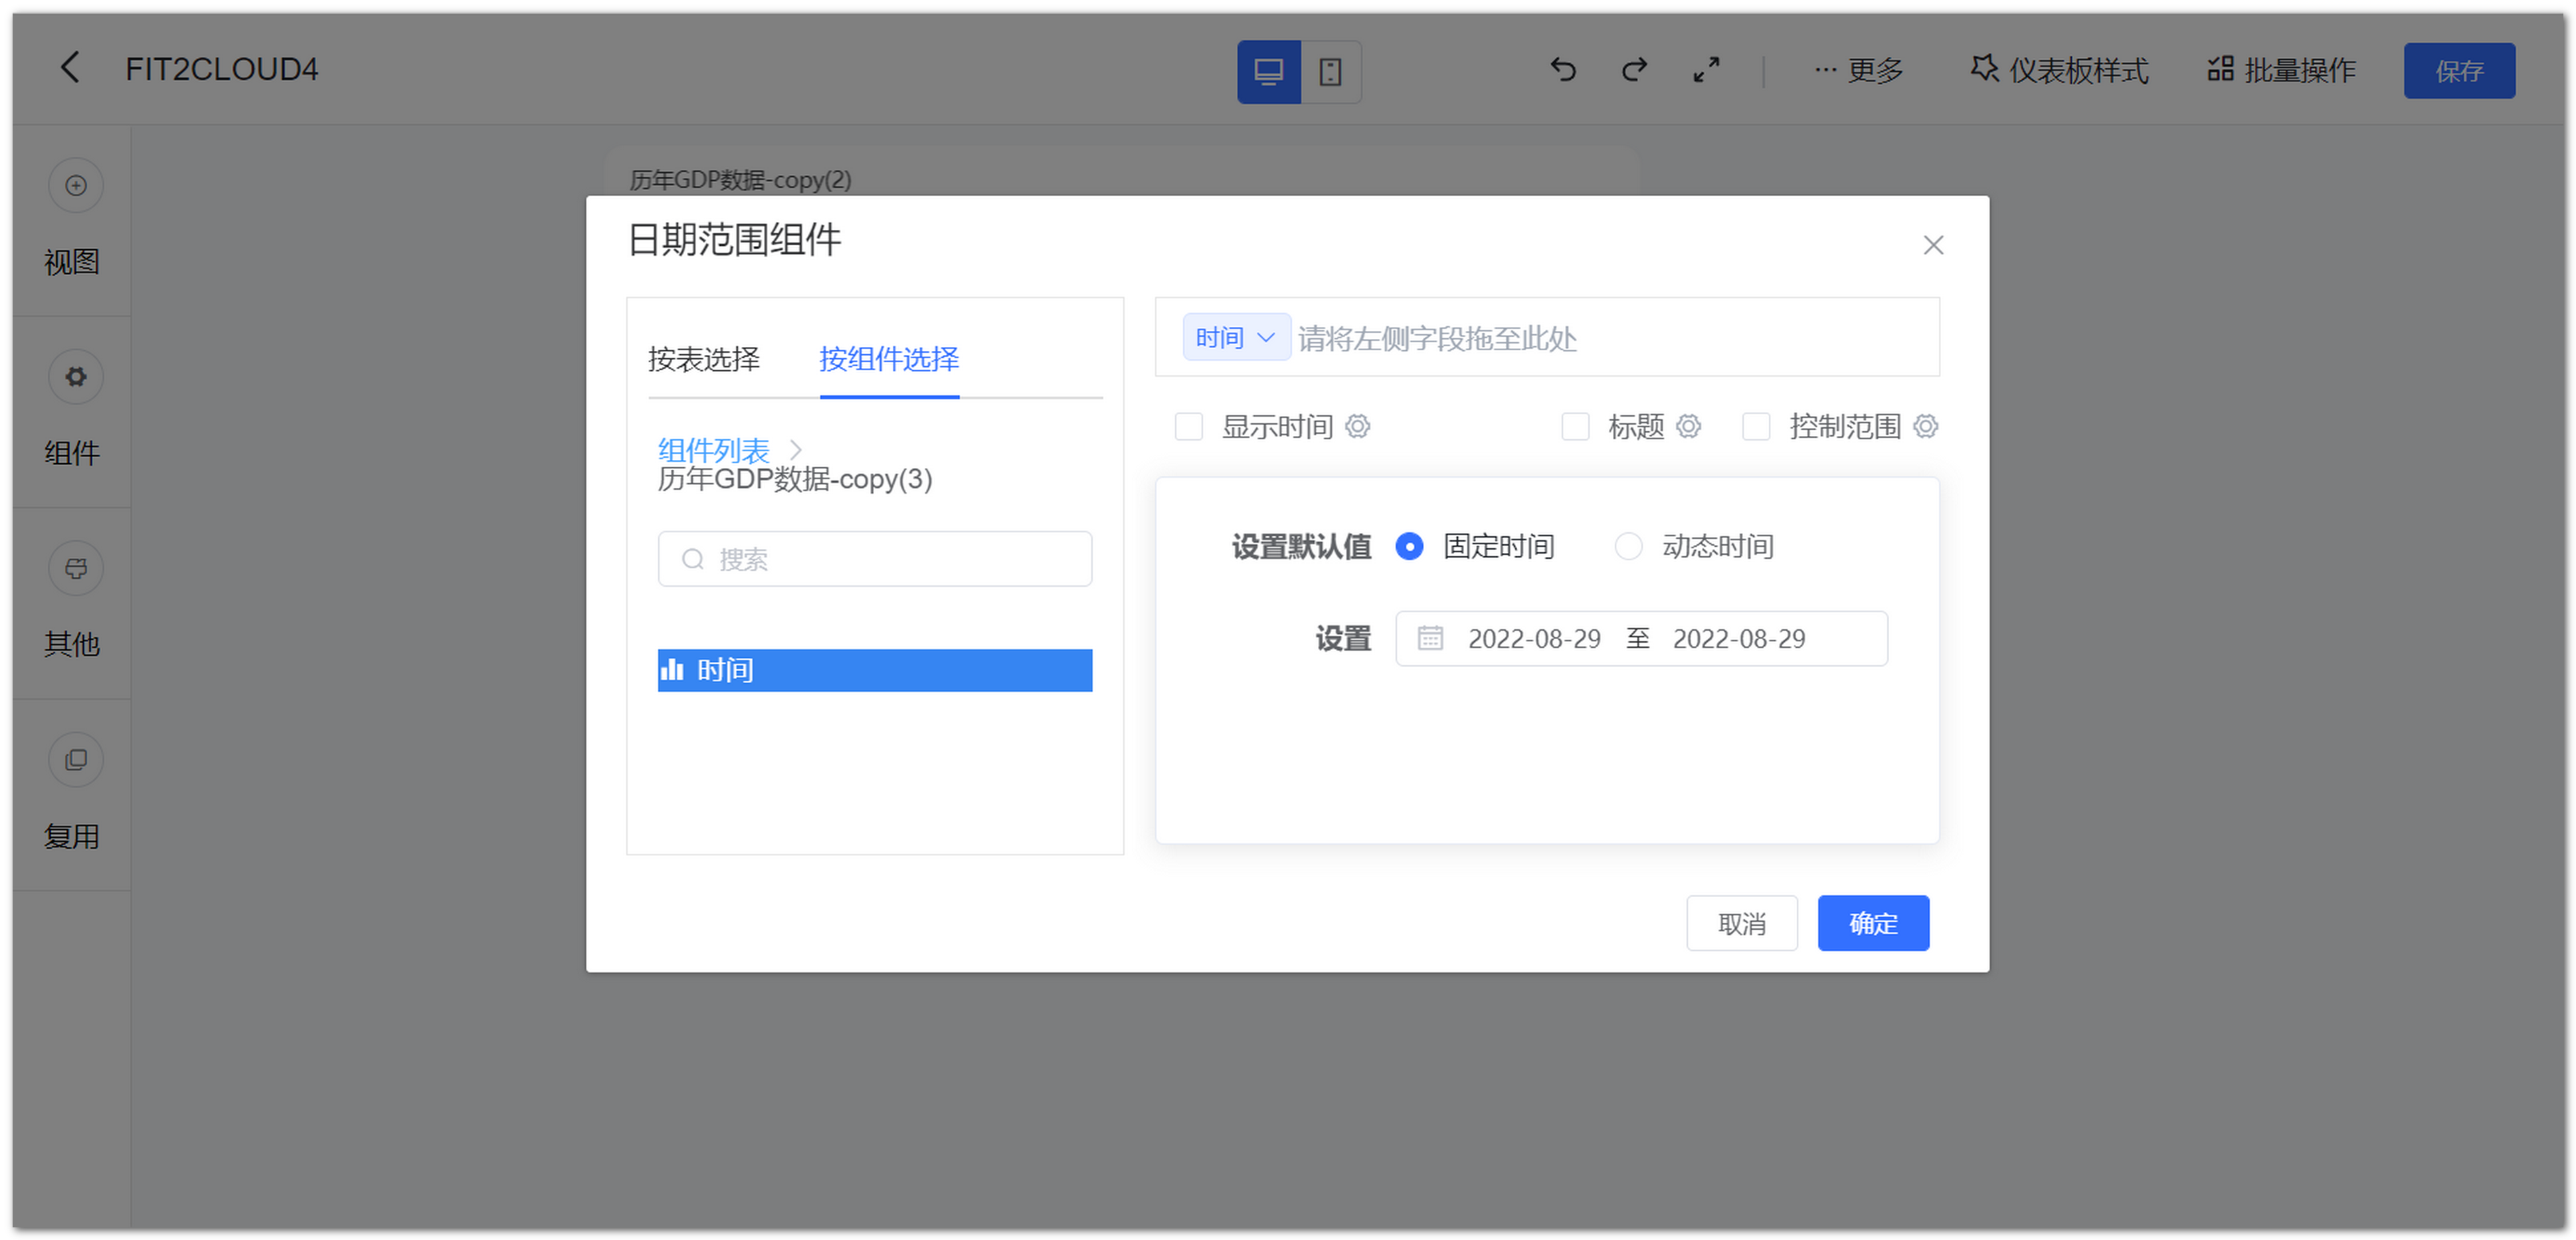 FIT2CLOUD4
更多
仪表板样式
批量操作
保存
视图
组件
其他
复用
历年GDP数据-copy(2)
日期范围组件
按表选择
按组件选择
组件列表
历年GDP数据-copy(3)
搜索
时间
时间 请将左侧字段拖至此处
显示时间
标题
控制范围
设置默认值 固定时间 动态时间
设置 2022-08-29 至 2022-08-29
取消
确定